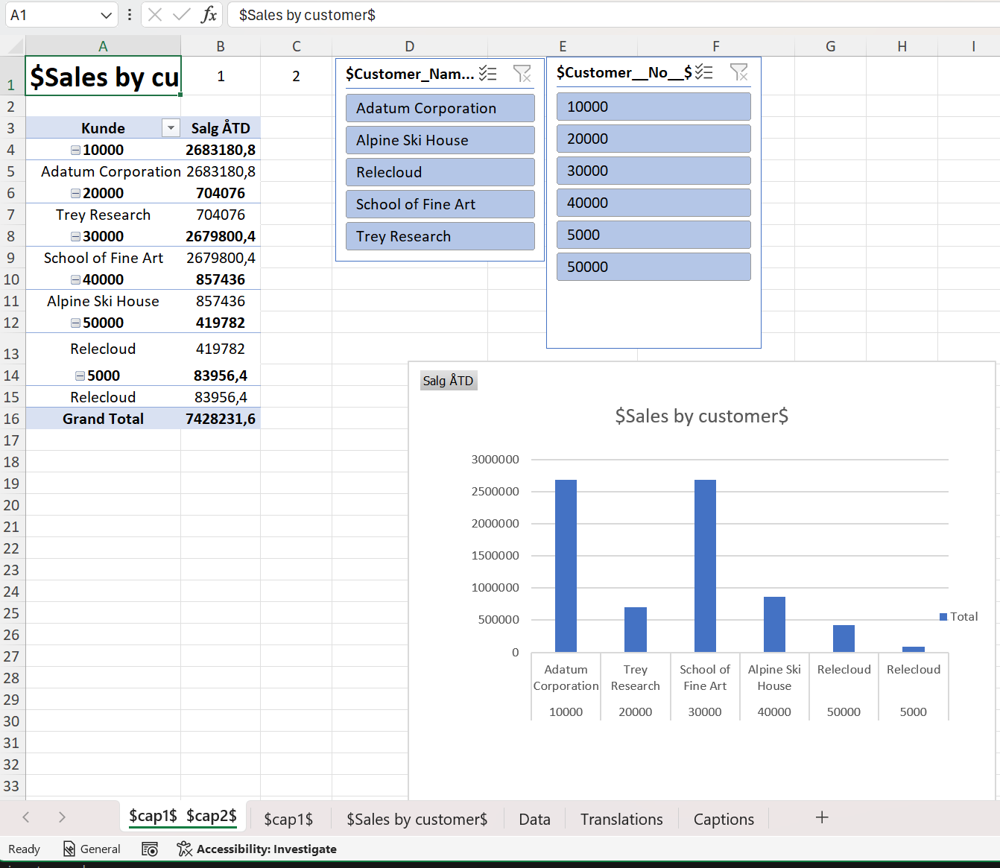 A1
fx
$Sales by customer$
A B C D E F G H I
1 $Sales by cu 1 2
2
3 Kunde Salg ÅTD
4 10000 2683180,8
5 Adatum Corporation 2683180,8
6 20000 704076
7 Trey Research 704076
8 30000 2679800,4
9 School of Fine Art 2679800,4
10 40000 857436
11 Alpine Ski House 857436
12 50000 419782
13 Relecloud 419782
14 5000 83956,4
15 Relecloud 83956,4
16 Grand Total 7428231,6
17
18
19
20
21
22
23
24
25
26
27
28
29
30
31
32
33
$Customer_Nam...
Adatum Corporation
Alpine Ski House
Relecloud
School of Fine Art
Trey Research
$Customer__No__$
10000
20000
30000
40000
5000
50000
Salg ÅTD
$Sales by customer$
3000000
2500000
2000000
1500000
1000000
500000
0
Total
Adatum Trey School of Alpine Ski Relecloud Relecloud
Corporation Research Fine Art House
10000 20000 30000 40000 50000 5000
$cap1$ $cap2$ $cap1$ $Sales by customer$ Data Translations Captions
Ready General Accessibility: Investigate